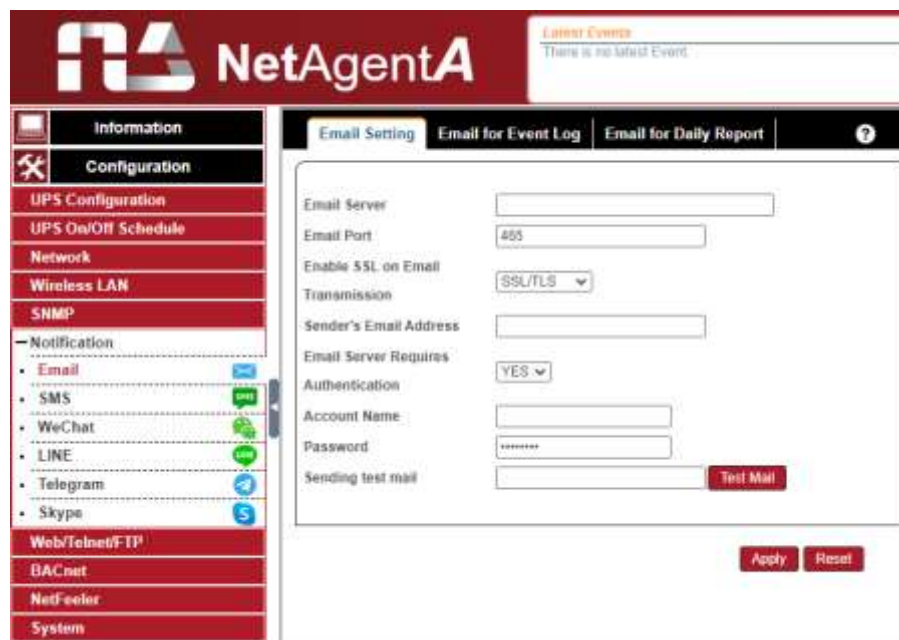 NetAgentA
Latest Events
There is no latest Event.
Information
Configuration
UPS Configuration
UPS On/Off Schedule
Network
Wireless LAN
SNMP
Notification
Email
SMS
WeChat
LINE
Telegram
Skype
Web/Telnet/FTP
BACnet
NetFeeler
System
Email Setting Email for Event Log Email for Daily Report ?
Email Server
Email Port 465
Enable SSL on Email
Transmission SSL/TLS
Sender's Email Address
Email Server Requires
Authentication YES
Account Name
Password ••••••••
Sending test mail Test Mail
Apply Reset